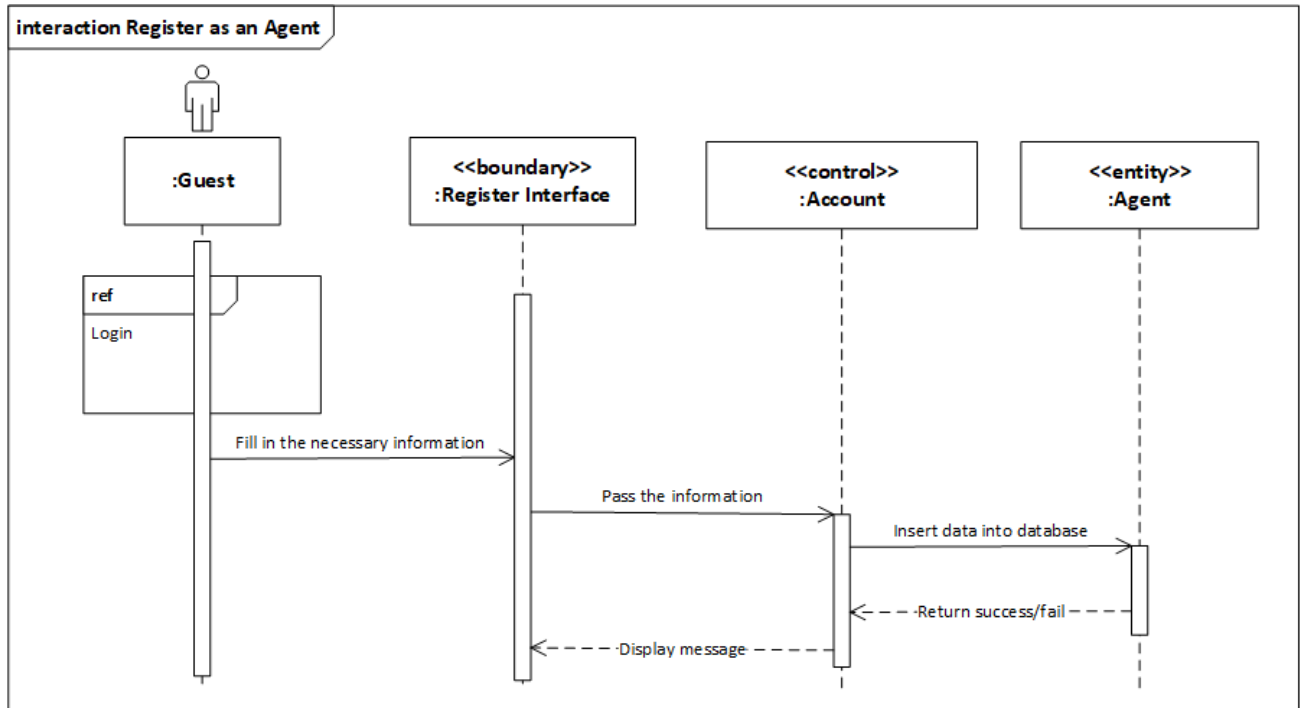 interaction Register as an Agent
:Guest
<<boundary>>
:Register Interface
<<control>>
:Account
<<entity>>
:Agent
ref
Login
Fill in the necessary information
Pass the information
Insert data into database
Return success/fail
Display message